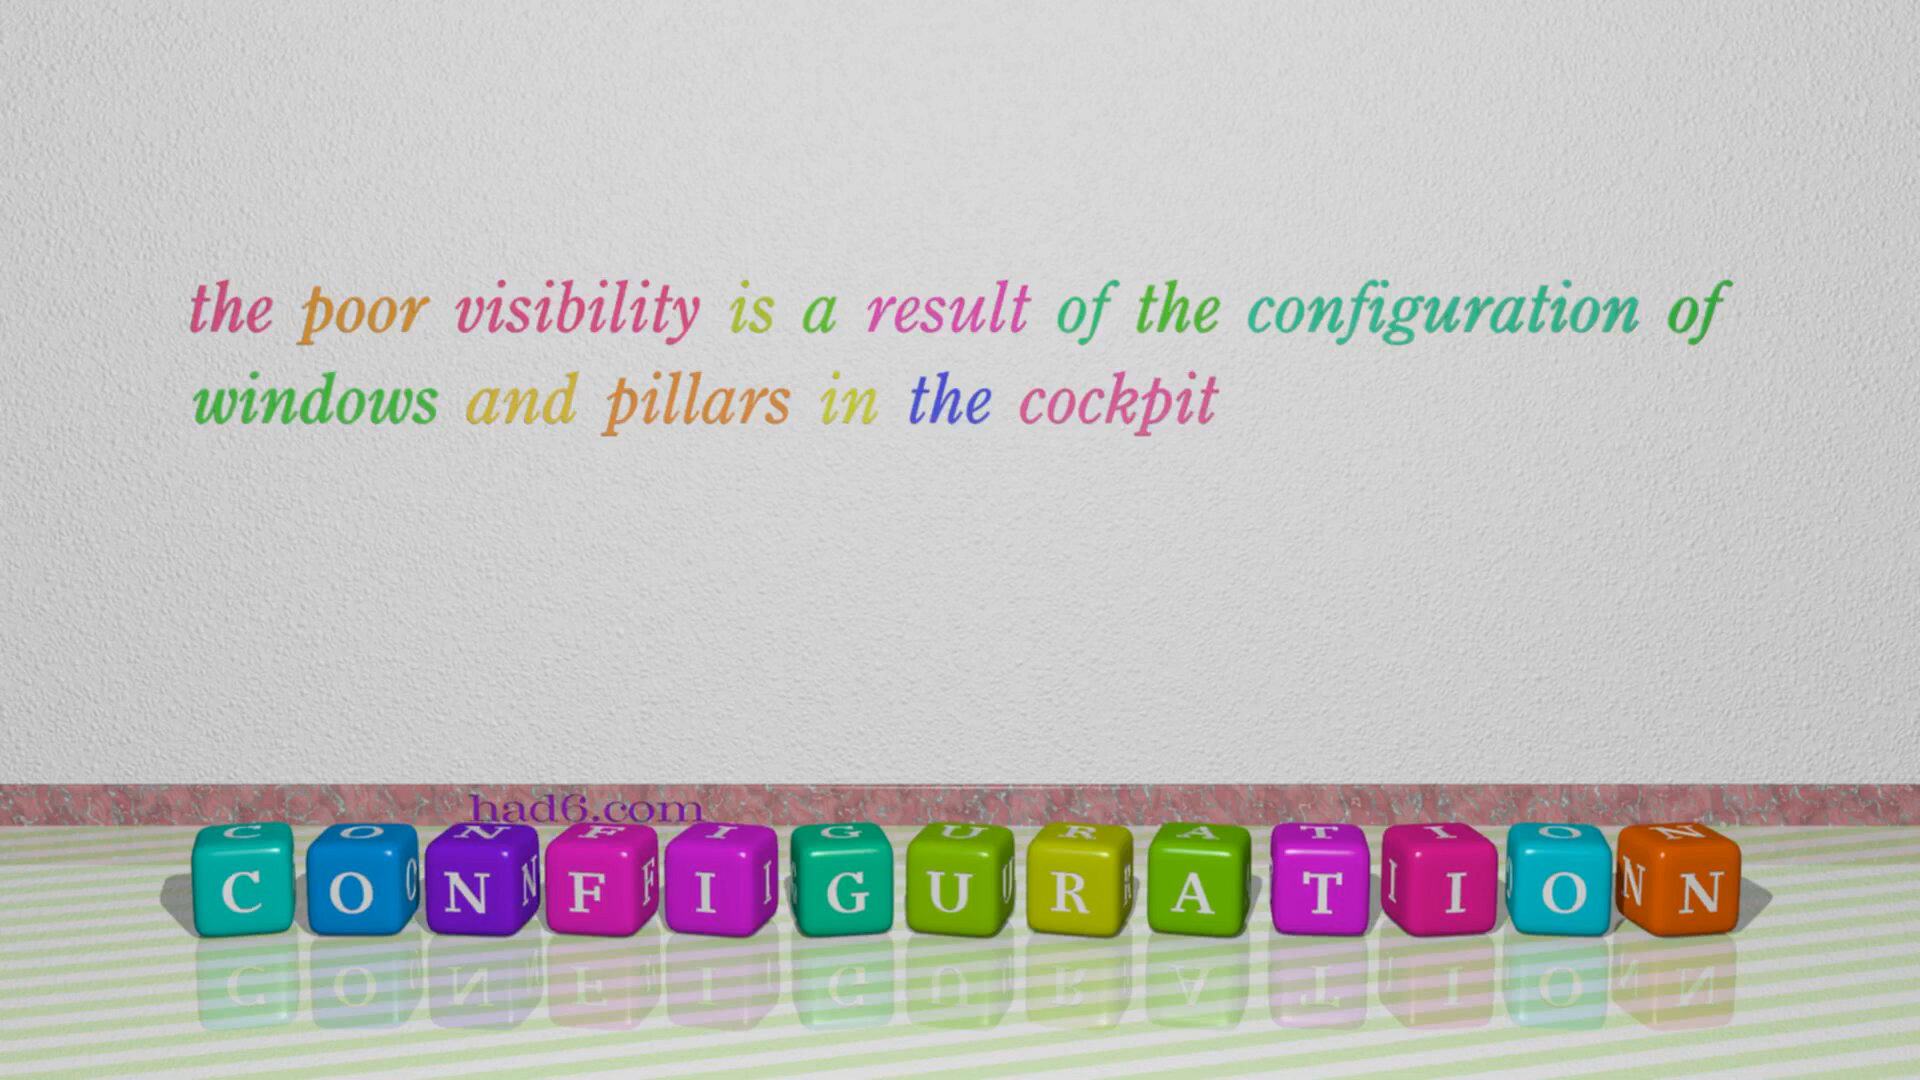 the poor visibility is a result of the configuration of
windows and pillars in the cockpit
had6.com
CONFIGURATION